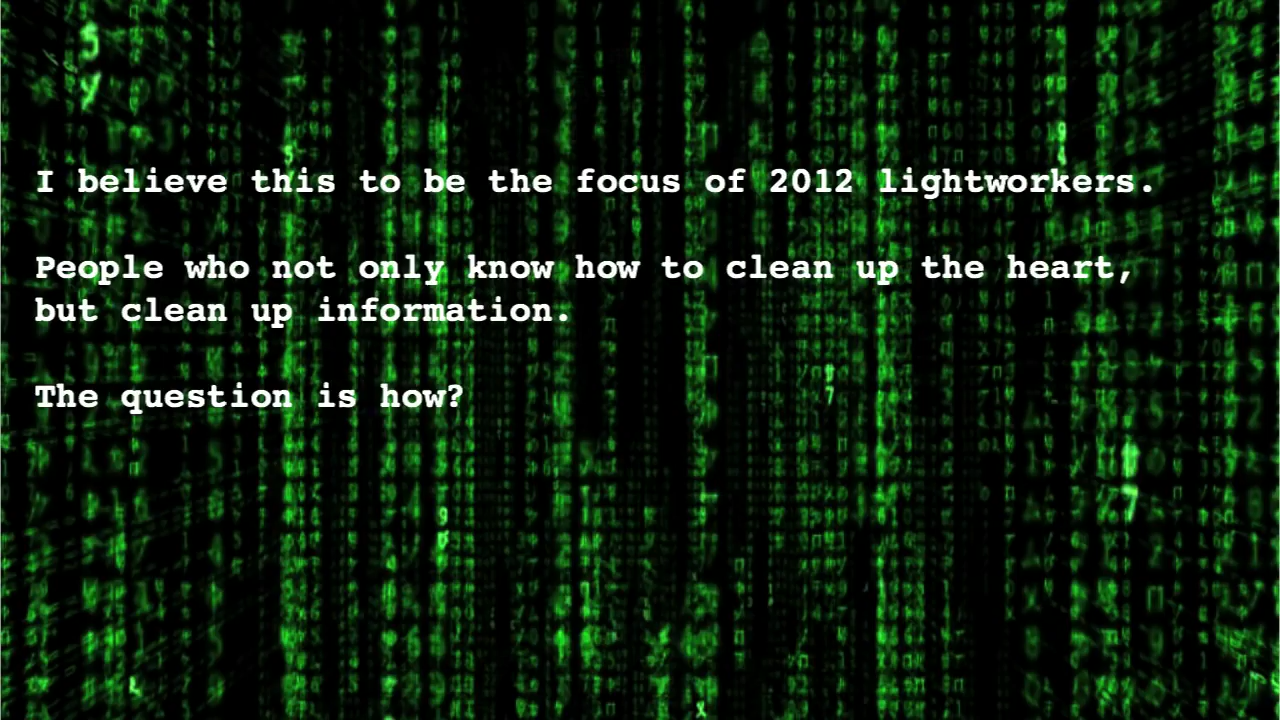 I believe this to be the focus of 2012 lightworkers.
People who not only know how to clean up the heart,
but clean up information.
The question is how?